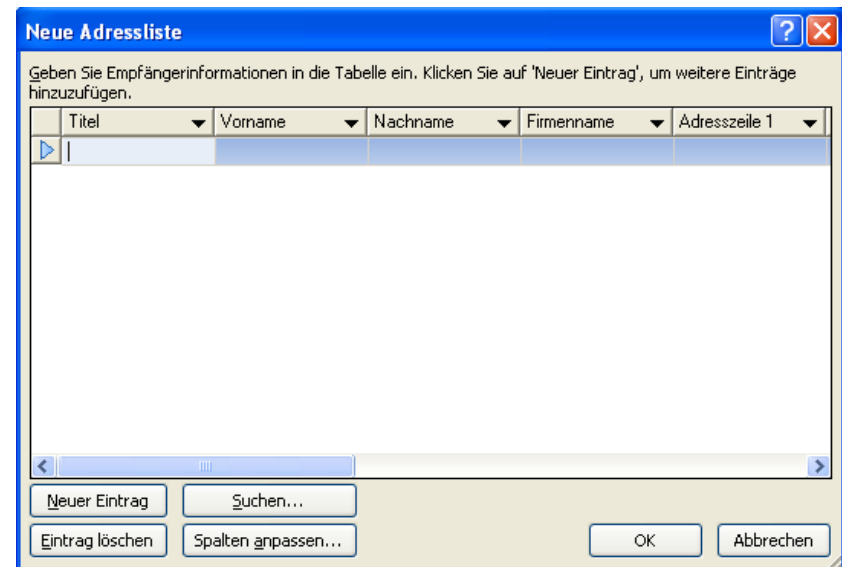 Neue Adressliste
Geben Sie Empfängerinformationen in die Tabelle ein. Klicken Sie auf 'Neuer Eintrag', um weitere Einträge
hinzuzufügen.
Titel Vorname Nachname Firmenname Adresszeile 1
Neuer Eintrag Suchen...
Eintrag löschen Spalten anpassen... OK Abbrechen